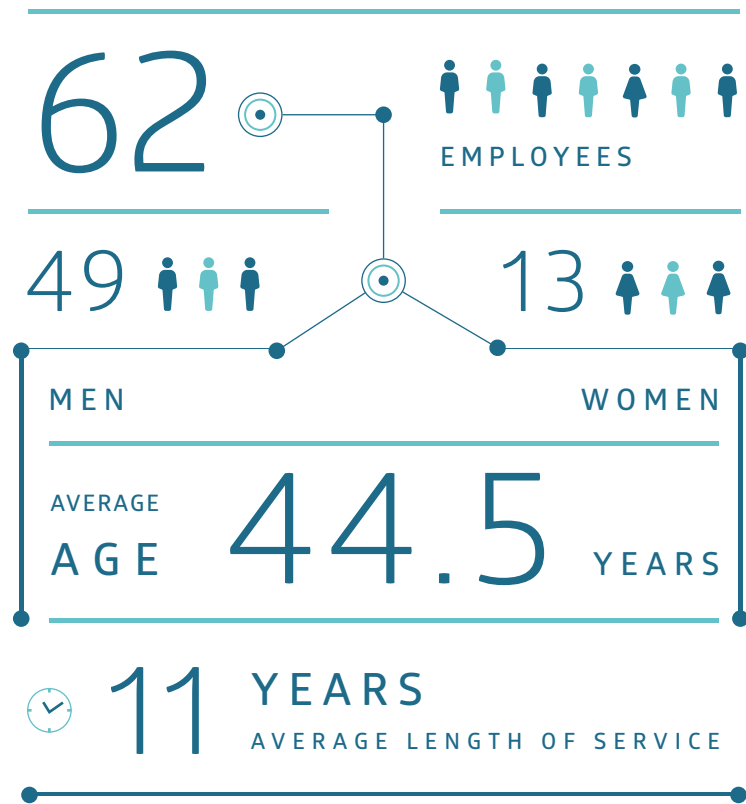 62
EMPLOYEES
49
13
MEN
WOMEN
AVERAGE
AGE
44.5
YEARS
11
YEARS
AVERAGE LENGTH OF SERVICE